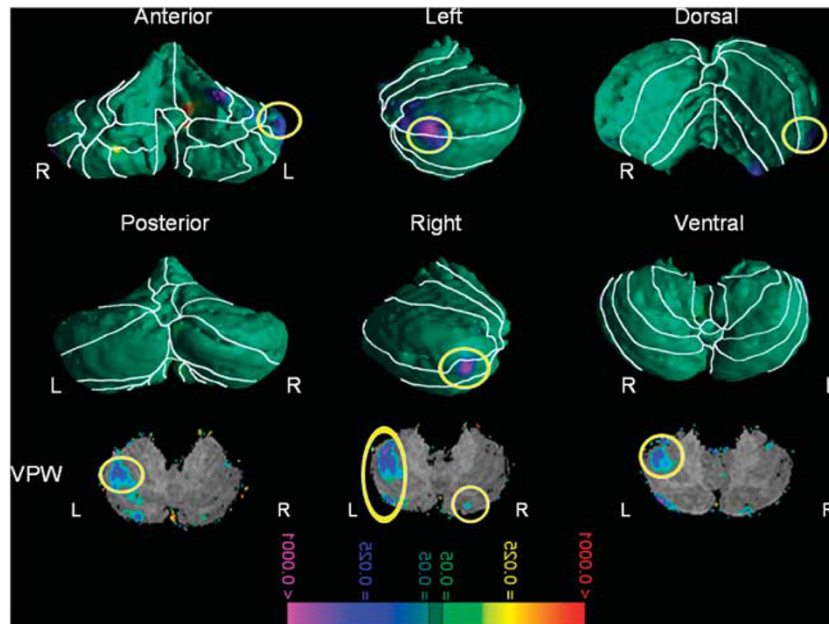 Anterior Left Dorsal
R L R
Posterior Right Ventral
L R R
VPW
L R L R L R
< 0.0001 = 0.025 = 0.05 = 0.05 = 0.025 < 0.0001